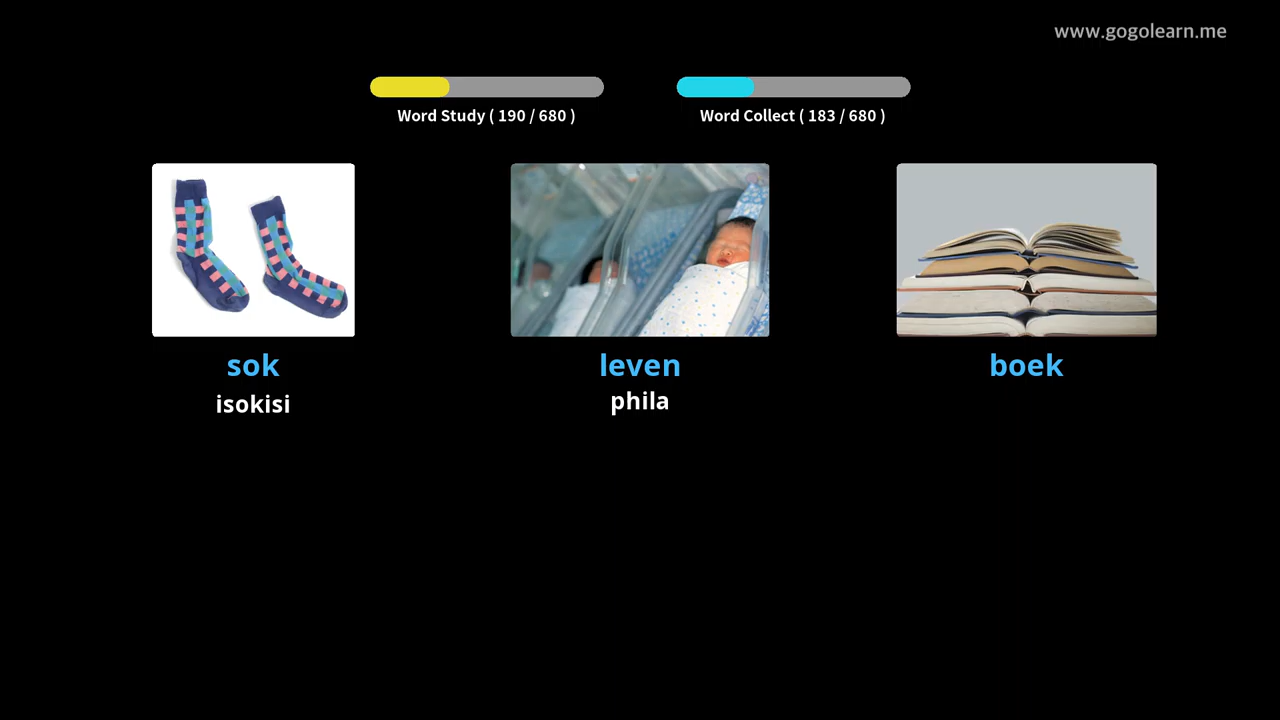 www.gogolearn.me
Word Study ( 190 / 680 )
Word Collect ( 183 / 680 )
sok
isokisi
leven
phila
boek